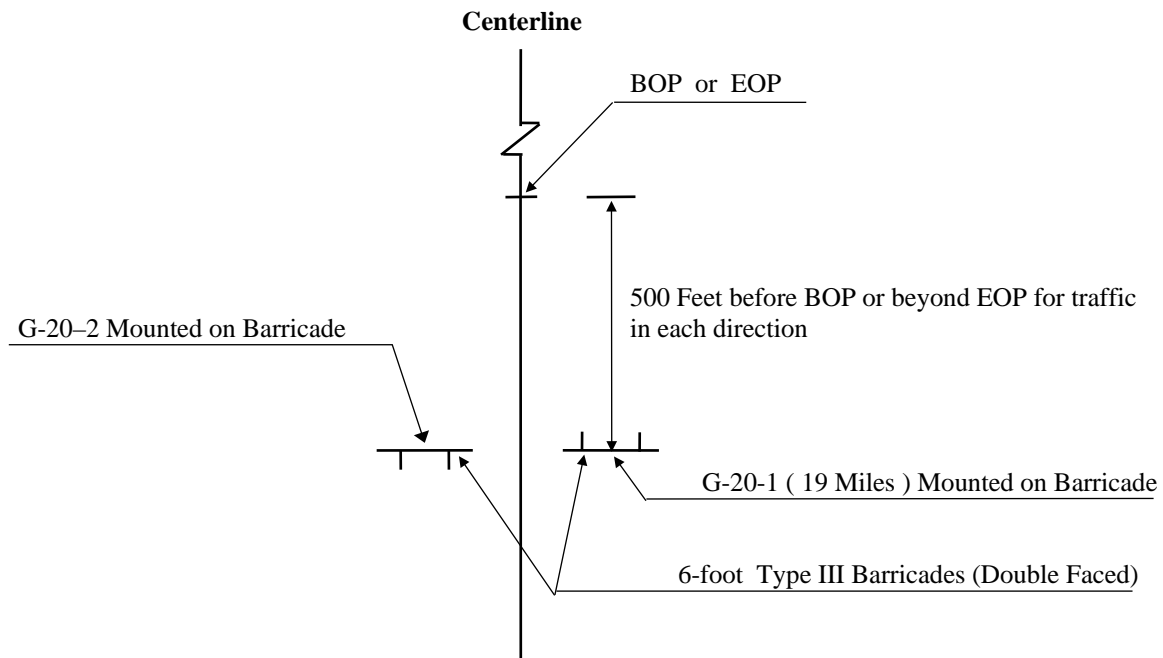 Centerline
BOP or EOP
500 Feet before BOP or beyond EOP for traffic
in each direction
G-20–2 Mounted on Barricade
G-20-1 ( 19 Miles ) Mounted on Barricade
6-foot Type III Barricades (Double Faced)